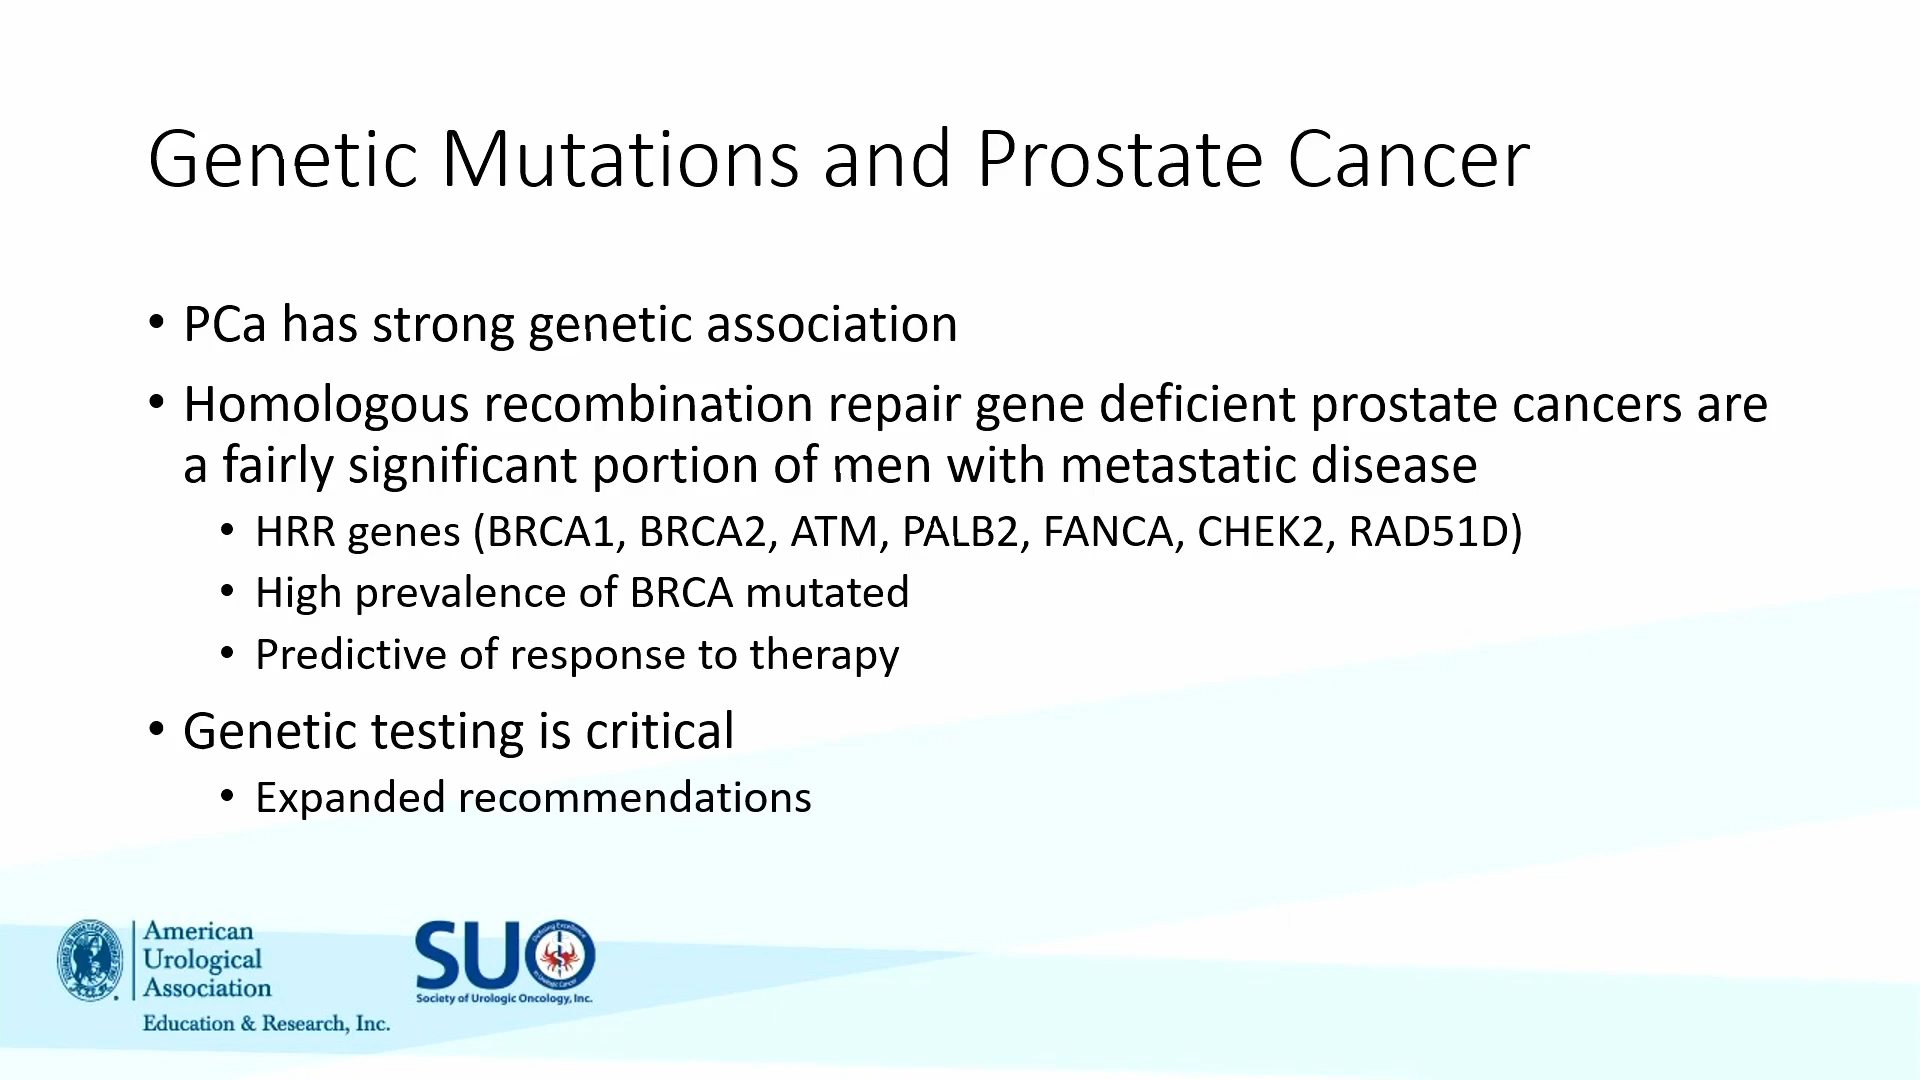 Genetic Mutations and Prostate Cancer
• PCa has strong genetic association
• Homologous recombination repair gene deficient prostate cancers are
a fairly significant portion of men with metastatic disease
• HRR genes (BRCA1, BRCA2, ATM, PALB2, FANCA, CHEK2, RAD51D)
• High prevalence of BRCA mutated
• Predictive of response to therapy
• Genetic testing is critical
• Expanded recommendations
American
Urological
Association
Education & Research, Inc.
SUO
Society of Urologic Oncology, Inc.